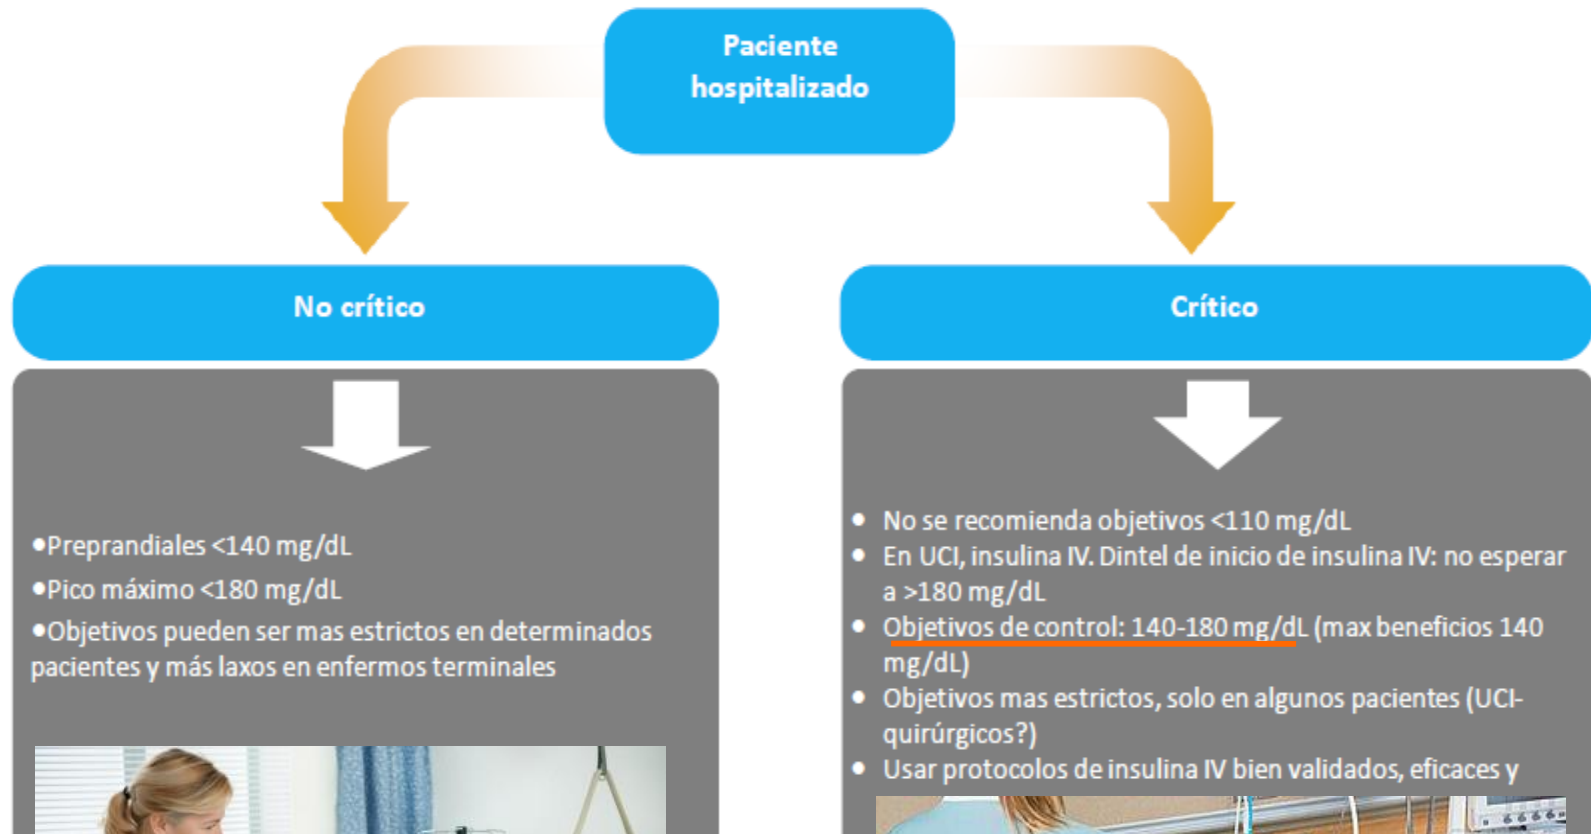 Paciente
hospitalizado
No crítico
•Preprandiales <140 mg/dL
•Pico máximo <180 mg/dL
•Objetivos pueden ser mas estrictos en determinados
pacientes y más laxos en enfermos terminales
Crítico
• No se recomienda objetivos <110 mg/dL
• En UCI, insulina IV. Dintel de inicio de insulina IV: no esperar
a >180 mg/dL
• Objetivos de control: 140-180 mg/dL (max beneficios 140
mg/dL)
• Objetivos mas estrictos, solo en algunos pacientes (UCI-
quirúrgicos?)
• Usar protocolos de insulina IV bien validados, eficaces y